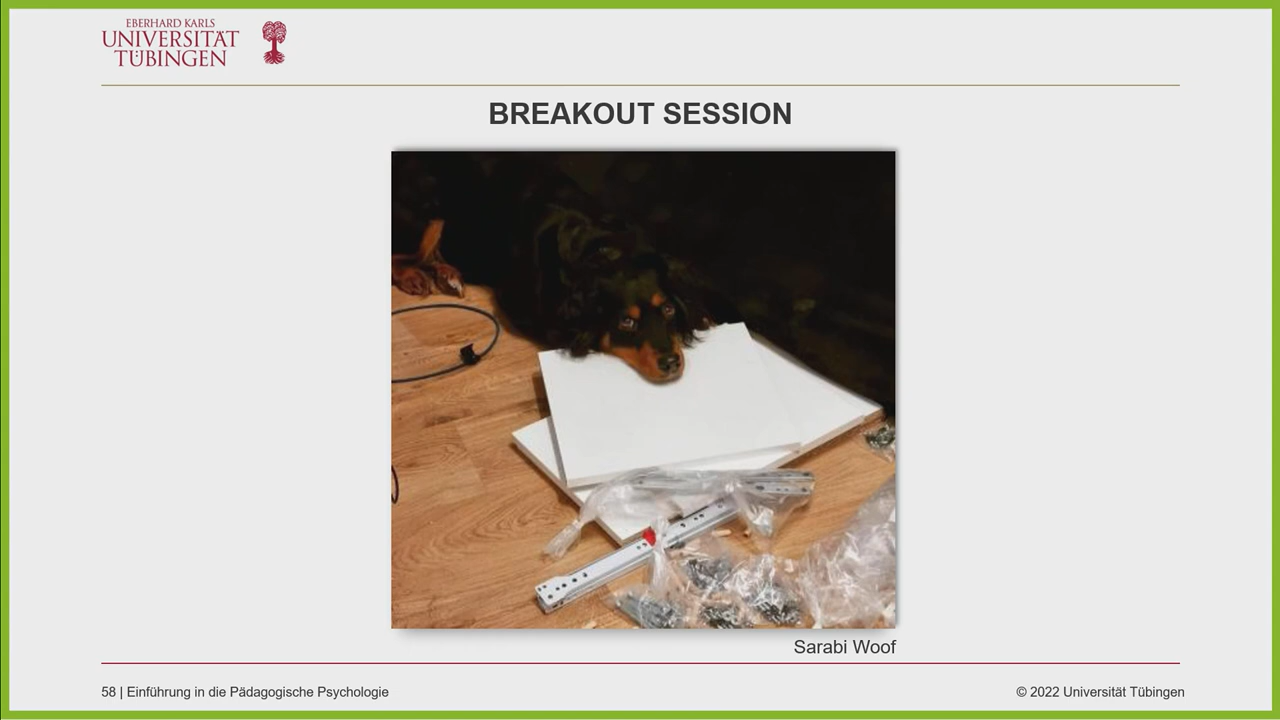 EBERHARD KARLS
UNIVERSITÄT
TÜBINGEN
BREAKOUT SESSION
Sarabi Woof
58 | Einführung in die Pädagogische Psychologie
© 2022 Universität Tübingen